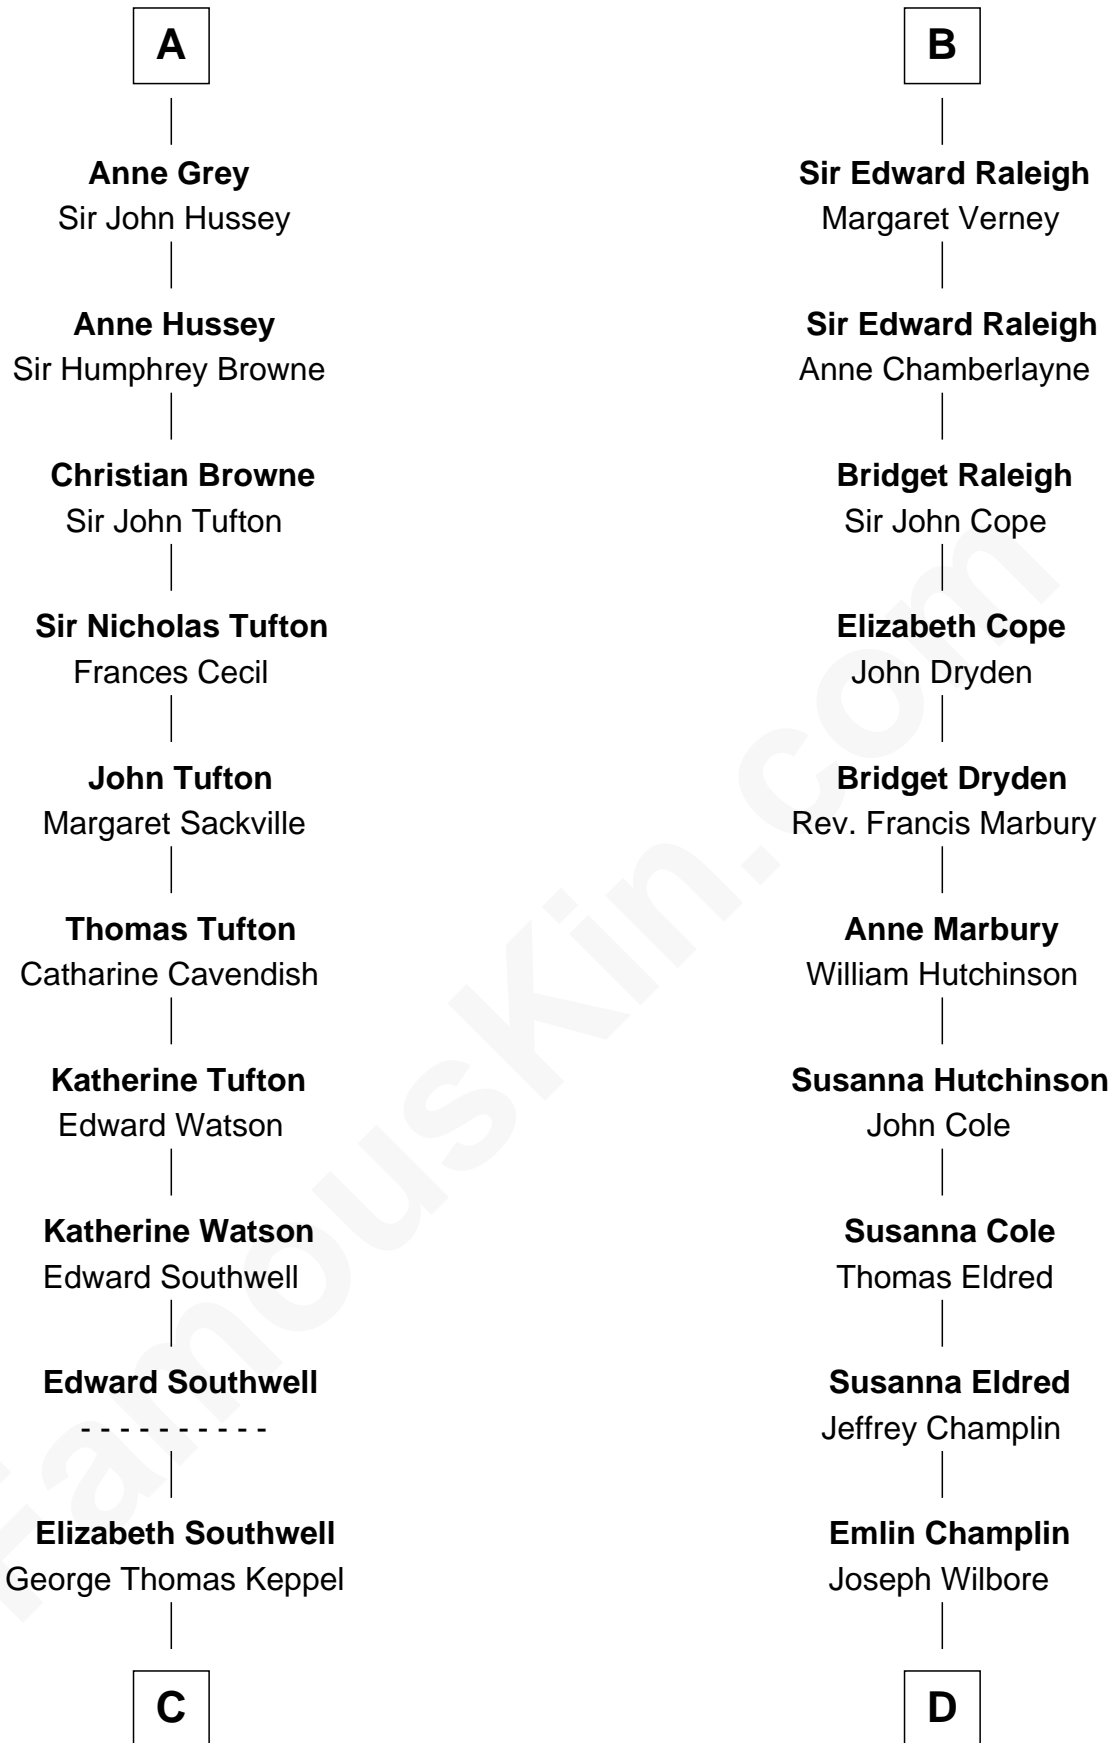 A
Anne Grey
Sir John Hussey
Anne Hussey
Sir Humphrey Browne
Christian Browne
Sir John Tufton
Sir Nicholas Tufton
Frances Cecil
John Tufton
Margaret Sackville
Thomas Tufton
Catharine Cavendish
Katherine Tufton
Edward Watson
Katherine Watson
Edward Southwell
Edward Southwell
- - - - - - - - - -
Elizabeth Southwell
George Thomas Keppel
C
B
Sir Edward Raleigh
Margaret Verney
Sir Edward Raleigh
Anne Chamberlayne
Bridget Raleigh
Sir John Cope
Elizabeth Cope
John Dryden
Bridget Dryden
Rev. Francis Marbury
Anne Marbury
William Hutchinson
Susanna Hutchinson
John Cole
Susanna Cole
Thomas Eldred
Susanna Eldred
Jeffrey Champlin
Emlin Champlin
Joseph Wilbore
D
FamousKin.com